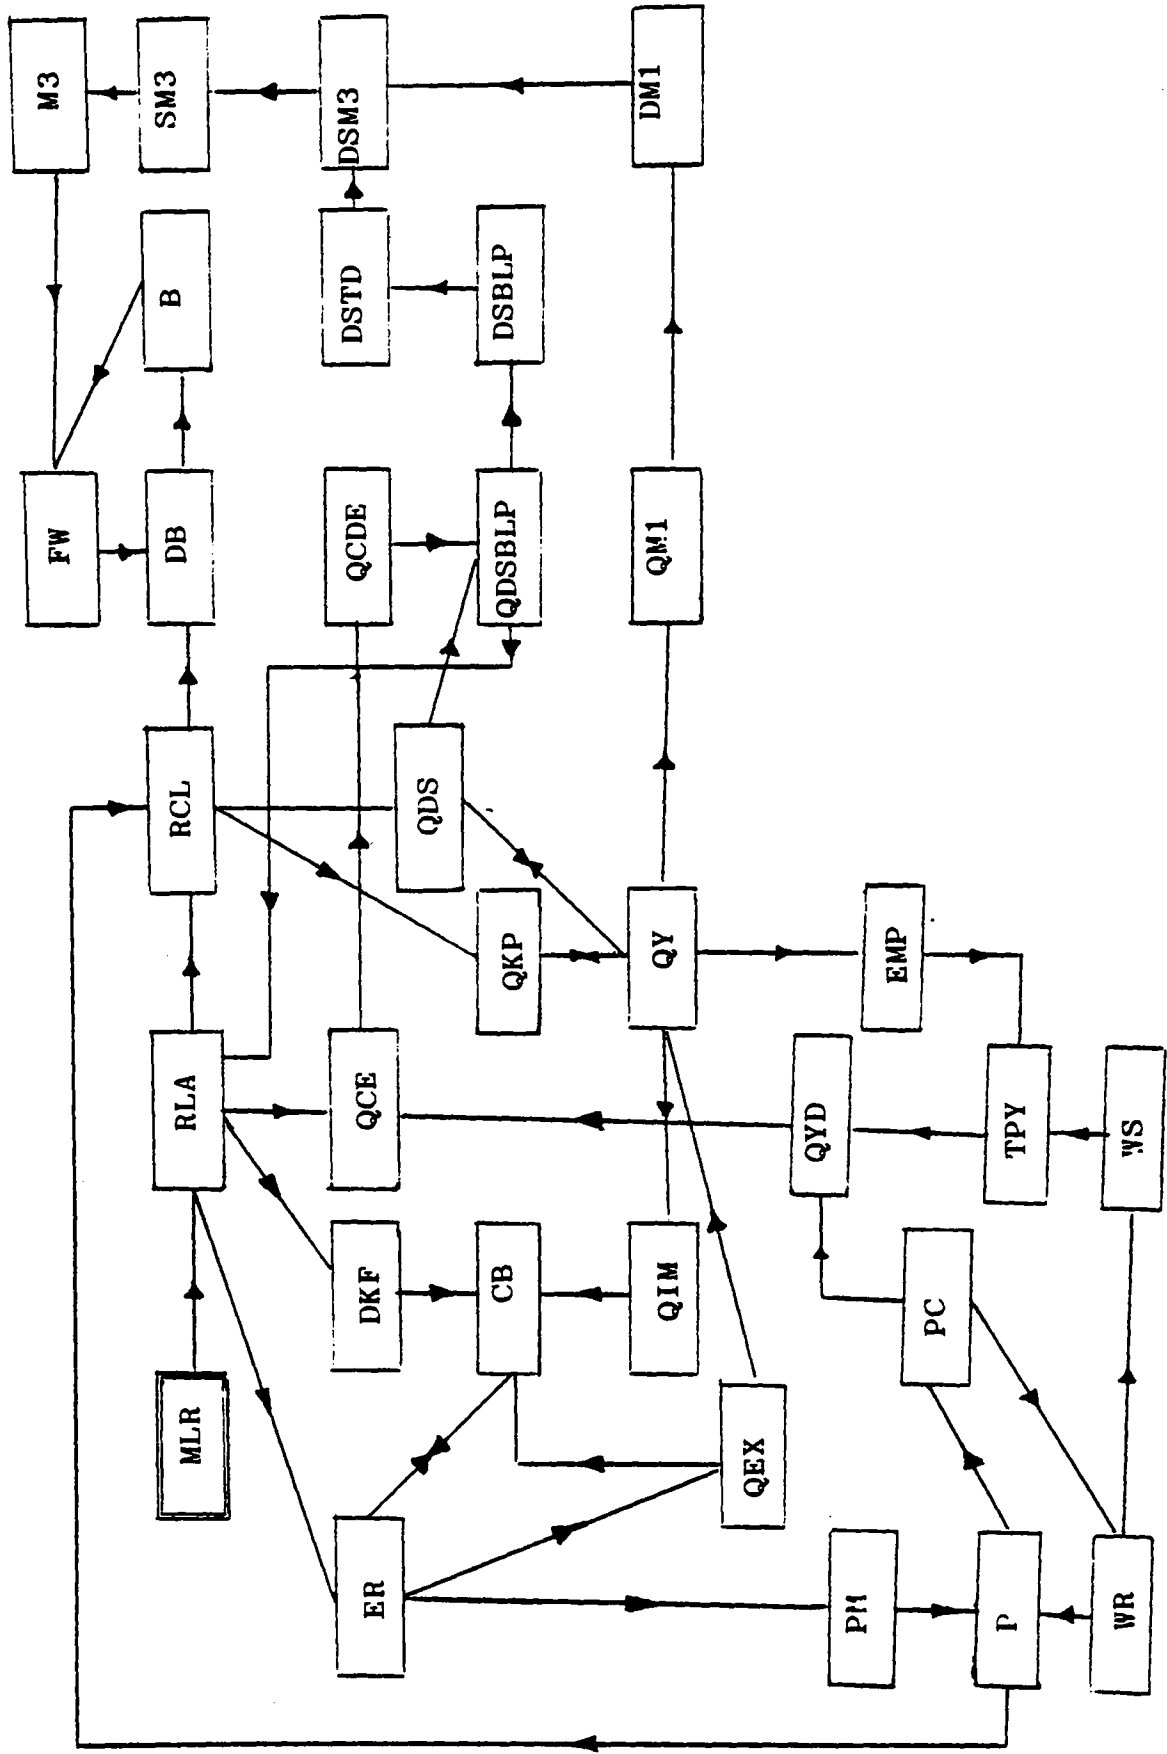 MLR
RLA
RCL
FW
DB
B
M3
SM3
ER
DKF
QCE
QDS
QCDE
DSTD
DSM3
CB
QKP
QDSBLP
DSBLP
QEX
QIM
QY
QM1
DM1
PM
QYD
EMP
P
PC
TPY
WR
WS